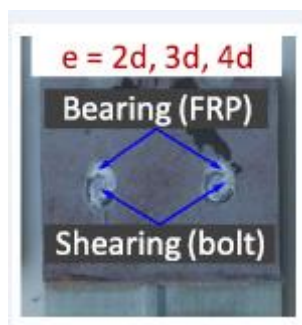 e = 2d, 3d, 4d
Bearing (FRP)
Shearing (bolt)